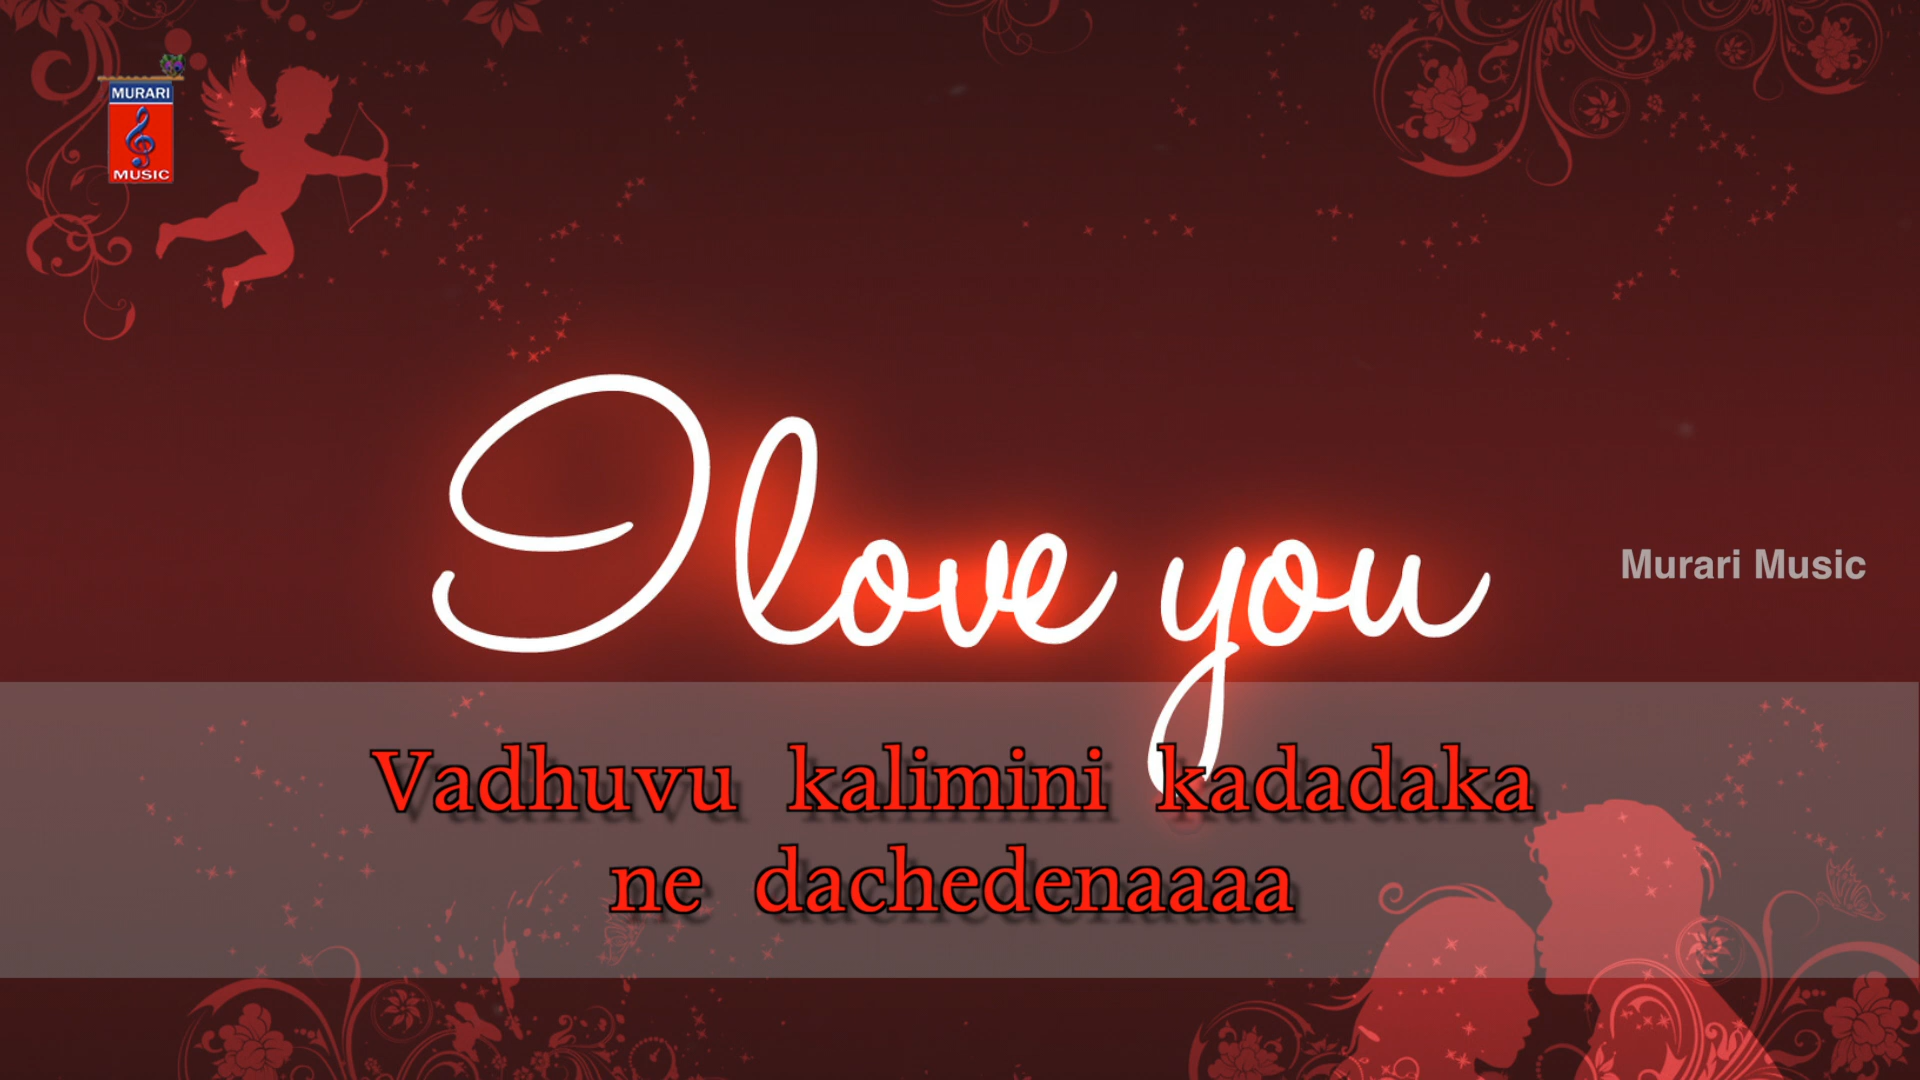 MURARI
MUSIC
I love you
Murari Music
Vadhuvu kalimini kadadaka
ne dachedenaaaa